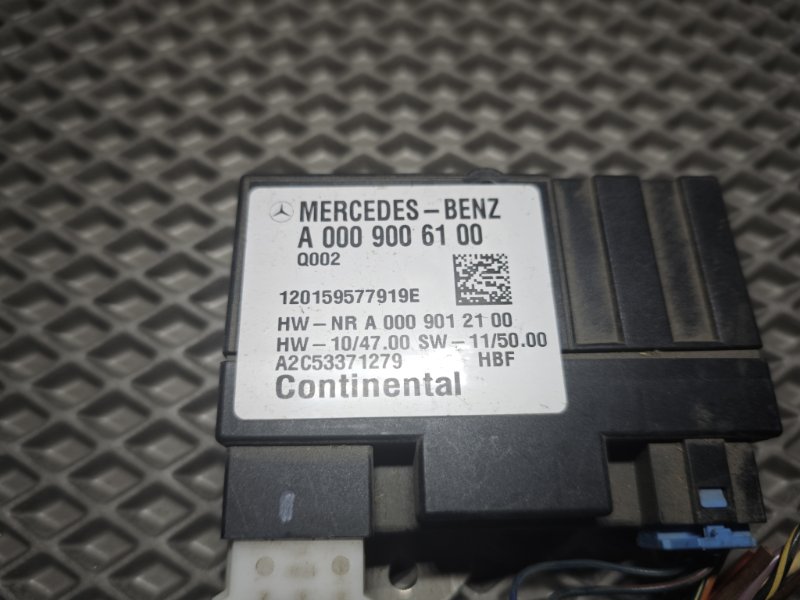 MERCEDES-BENZ
A 000 900 61 00
Q002
120159577919E
HW-NR A 000 901 21 00
HW-10/47.00 SW-11/50.00
A2C53371279 HBF
Continental